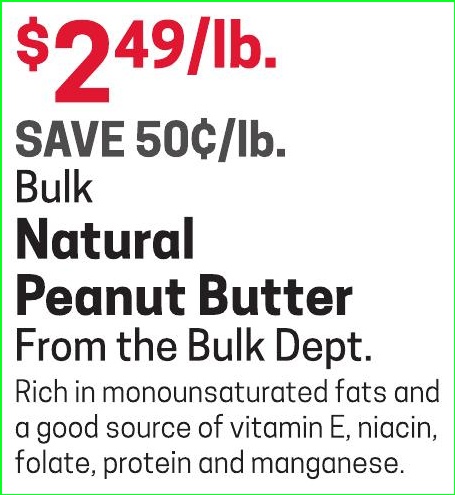 $2 49/lb.
SAVE 50¢/lb.
Bulk
Natural
Peanut Butter
From the Bulk Dept.
Rich in monounsaturated fats and
a good source of vitamin E, niacin,
folate, protein and manganese.